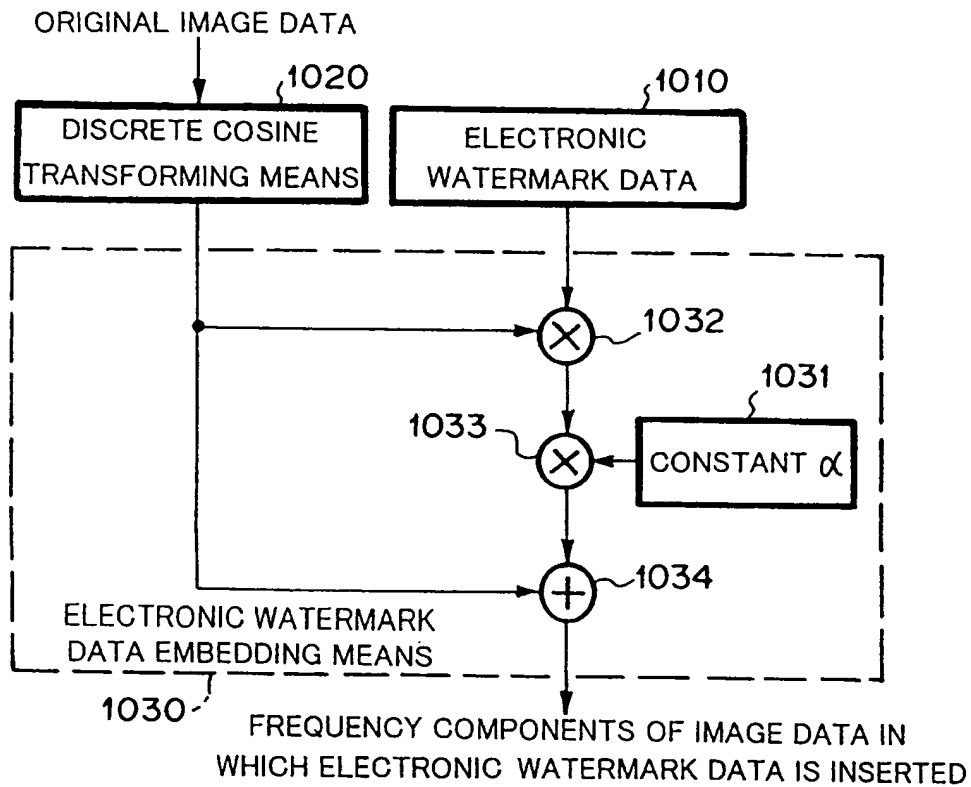 ORIGINAL IMAGE DATA
1020
1010
DISCRETE COSINE
TRANSFORMING MEANS
ELECTRONIC
WATERMARK DATA
1032
1031
1033
CONSTANT α
1034
ELECTRONIC WATERMARK
DATA EMBEDDING MEANS
1030
FREQUENCY COMPONENTS OF IMAGE DATA IN
WHICH ELECTRONIC WATERMARK DATA IS INSERTED